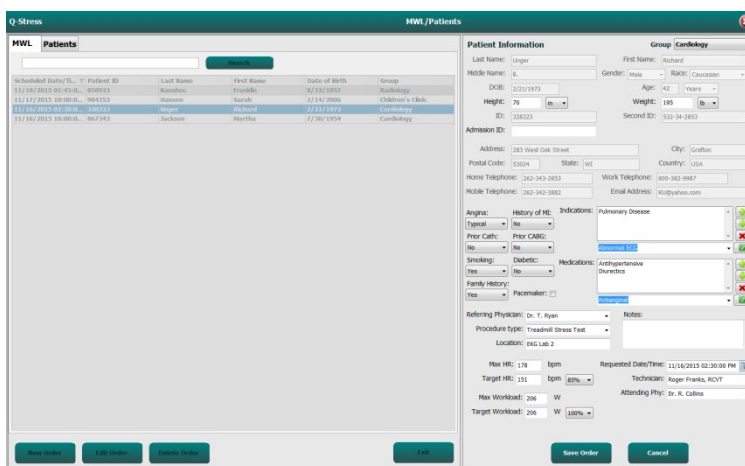 Q-Stress MWL/Patients
MWL Patients
Search
Scheduled Date/Ti... Patient ID Last Name First Name Date of Birth Group
11/18/2015 01:45:0... 050923 Franklin 8/22/1957 Radiology
11/17/2015 10:00:0... 984353 Hansen Sarah 2/14/2006 Children's Clinic
11/16/2015 02:30:0... 328323 Unger Richard 2/21/1973 Cardiology
11/16/2015 10:00:0... 067343 Jackson Martha 7/30/1954 Cardiology
New Order Edit Order Delete Order Exit
Patient Information Group Cardiology
Last Name: Unger First Name: Richard
Middle Name: R. Gender: Male Race: Caucasian
DOB: 2/21/1973 Age: 42 Years
Height: 70 in Weight: 195 lb
ID: 328323 Second ID: 532-34-2853
Admission ID:
Address: 283 West Oak Street City: Grafton
Postal Code: 53024 State: WI Country: USA
Home Telephone: 262-343-2853 Work Telephone: 800-382-9987
Mobile Telephone: 262-342-3882 Email Address: RU@yahoo.com
Angina: History of MI: Indications: Pulmonary Disease
Typical No
Prior Cath: Prior CABG:
No No Abnormal ECG
Smoking: Diabetic: Medications: Antihypertensive
Yes No Diurectics
Family History:
Yes Pacemaker: Antianginal
Referring Physician: Dr. T. Ryan Notes:
Procedure type: Treadmill Stress Test
Location: EKG Lab 2
Max HR: 178 bpm Requested Date/Time: 11/16/2015 02:30:00 PM
Target HR: 151 bpm 85% Technician: Roger Franks, RCVT
Max Workload: 206 W Attending Phy: Dr. R. Collins
Target Workload: 206 W 100%
Save Order Cancel